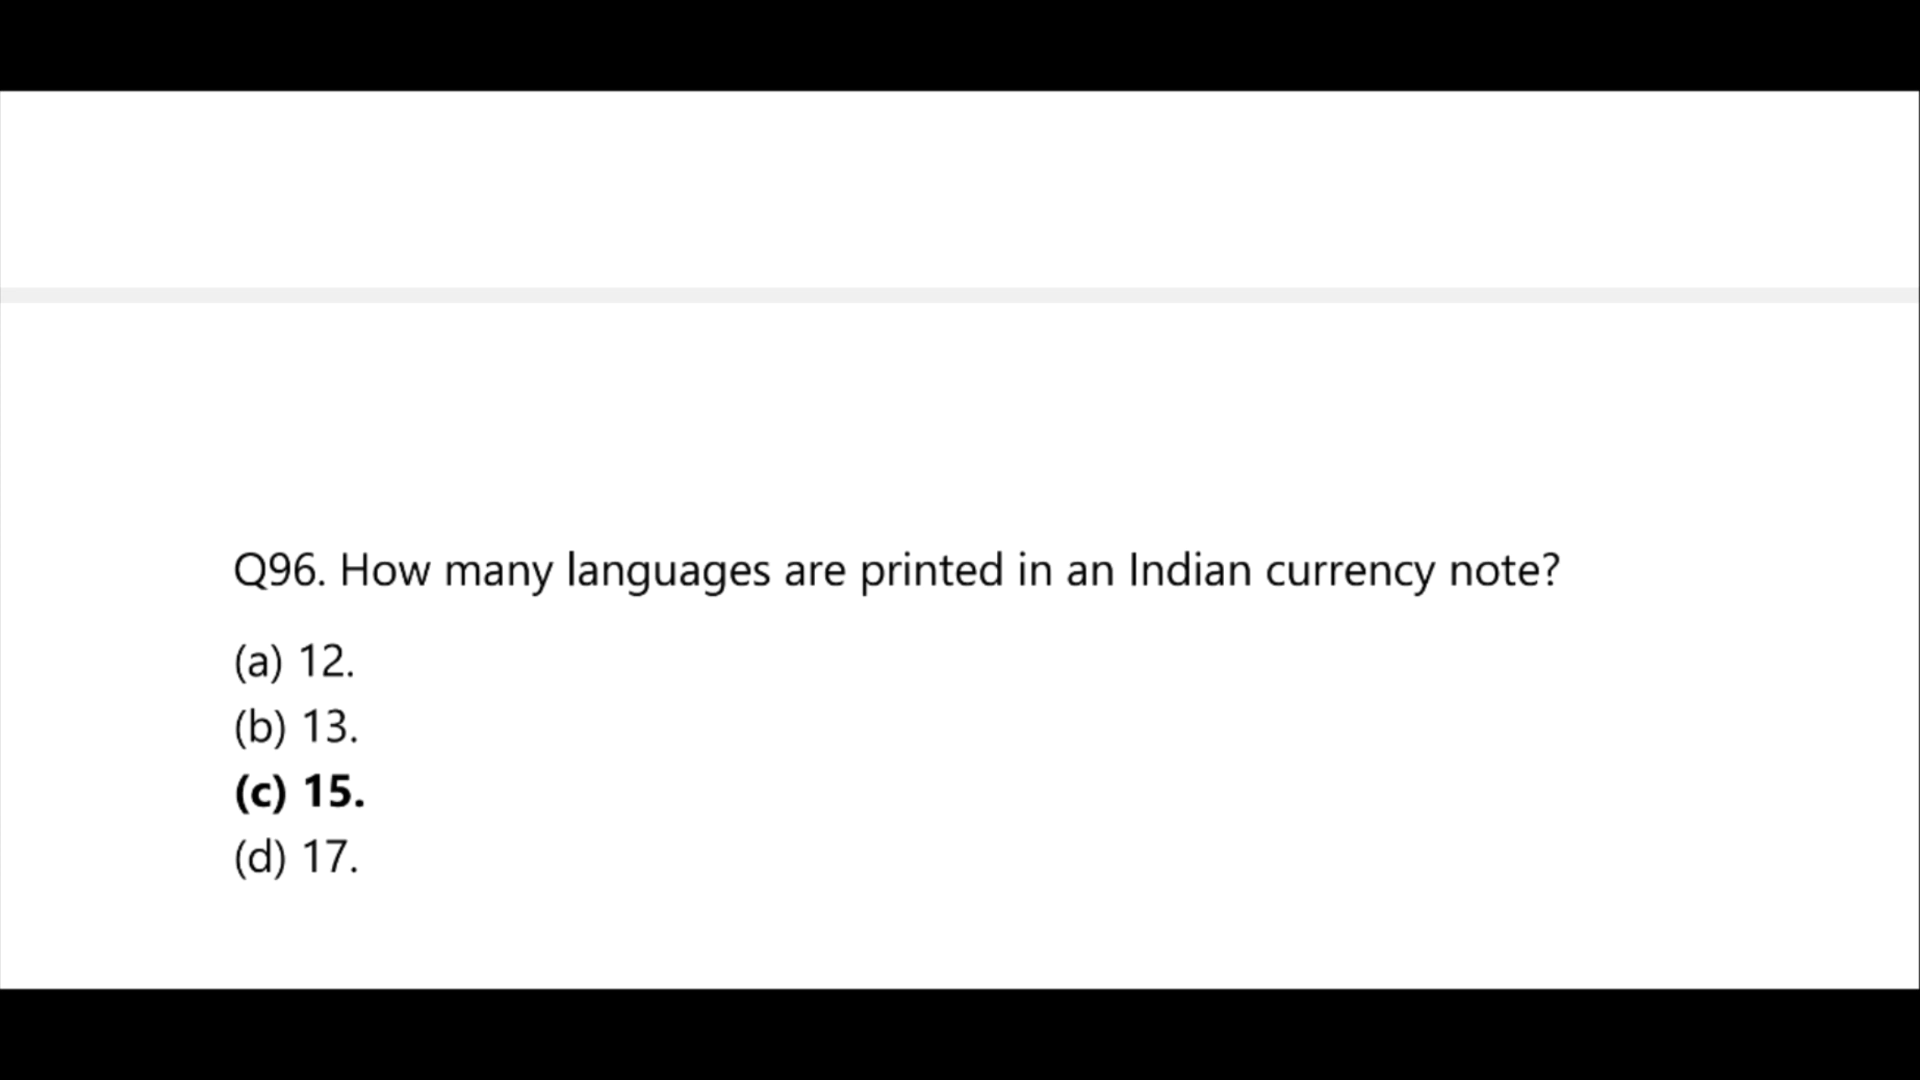 Q96. How many languages are printed in an Indian currency note?
(a) 12.
(b) 13.
(c) 15.
(d) 17.